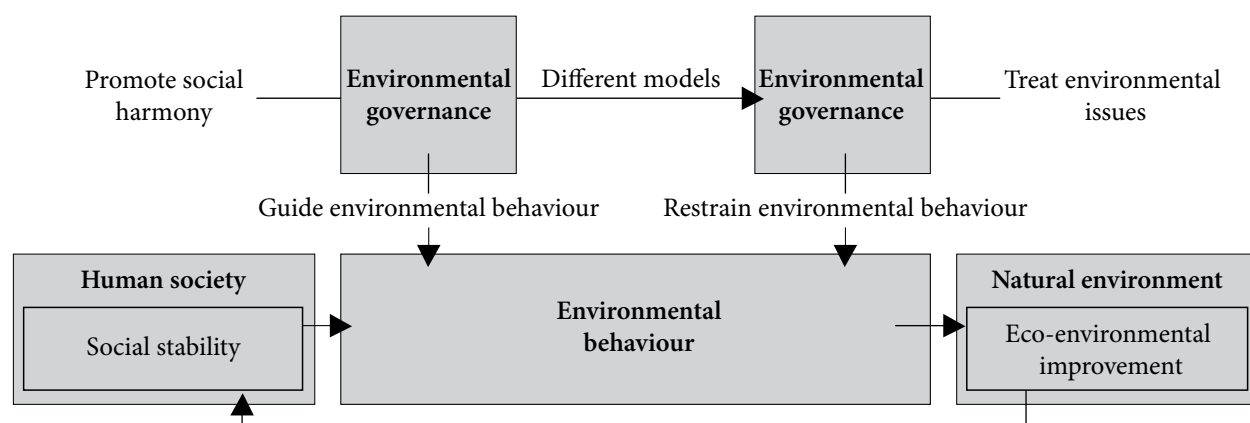 Promote social
harmony
Environmental
governance
Different models
Environmental
governance
Treat environmental
issues
Guide environmental behaviour
Restrain environmental behaviour
Human society
Social stability
Environmental
behaviour
Natural environment
Eco-environmental
improvement